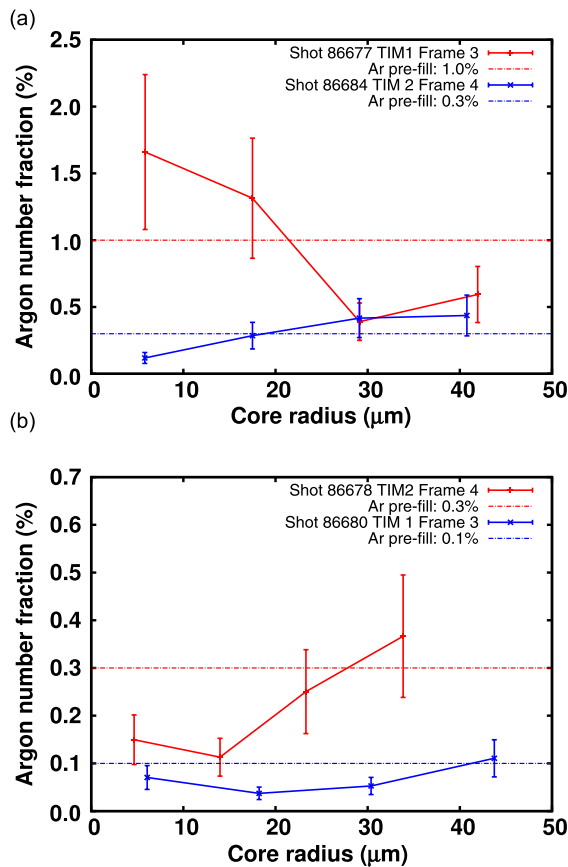 (a)
2.5
2.0
1.5
1.0
0.5
0.0
Argon number fraction (%)
Shot 86677 TIM1 Frame 3
Ar pre-fill: 1.0%
Shot 86684 TIM 2 Frame 4
Ar pre-fill: 0.3%
0 10 20 30 40 50
Core radius (μm)
(b)
0.7
0.6
0.5
0.4
0.3
0.2
0.1
0.0
Argon number fraction (%)
Shot 86678 TIM2 Frame 4
Ar pre-fill: 0.3%
Shot 86680 TIM 1 Frame 3
Ar pre-fill: 0.1%
0 10 20 30 40 50
Core radius (μm)